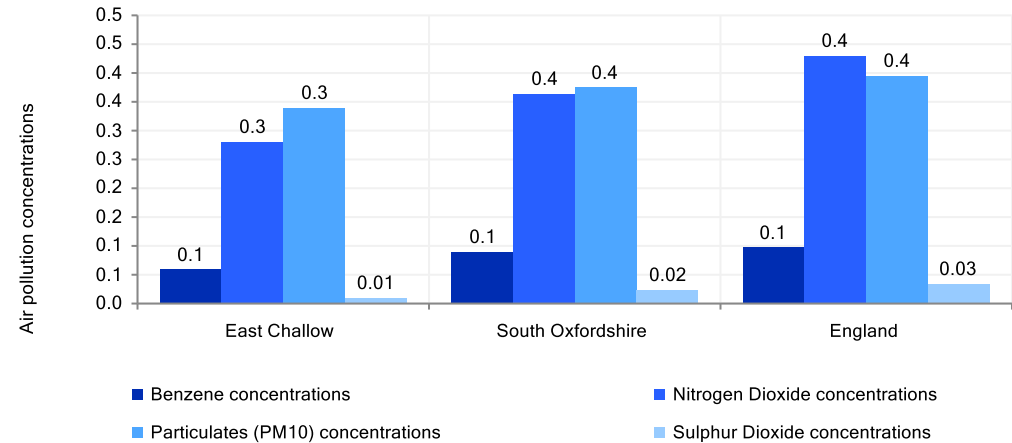 Air pollution concentrations
0.5
0.5
0.4
0.4
0.3
0.3
0.2
0.2
0.1
0.1
0.0
0.1
0.3
0.3
0.01
0.1
0.4
0.4
0.02
0.1
0.4
0.4
0.03
East Challow
South Oxfordshire
England
Benzene concentrations
Nitrogen Dioxide concentrations
Particulates (PM10) concentrations
Sulphur Dioxide concentrations